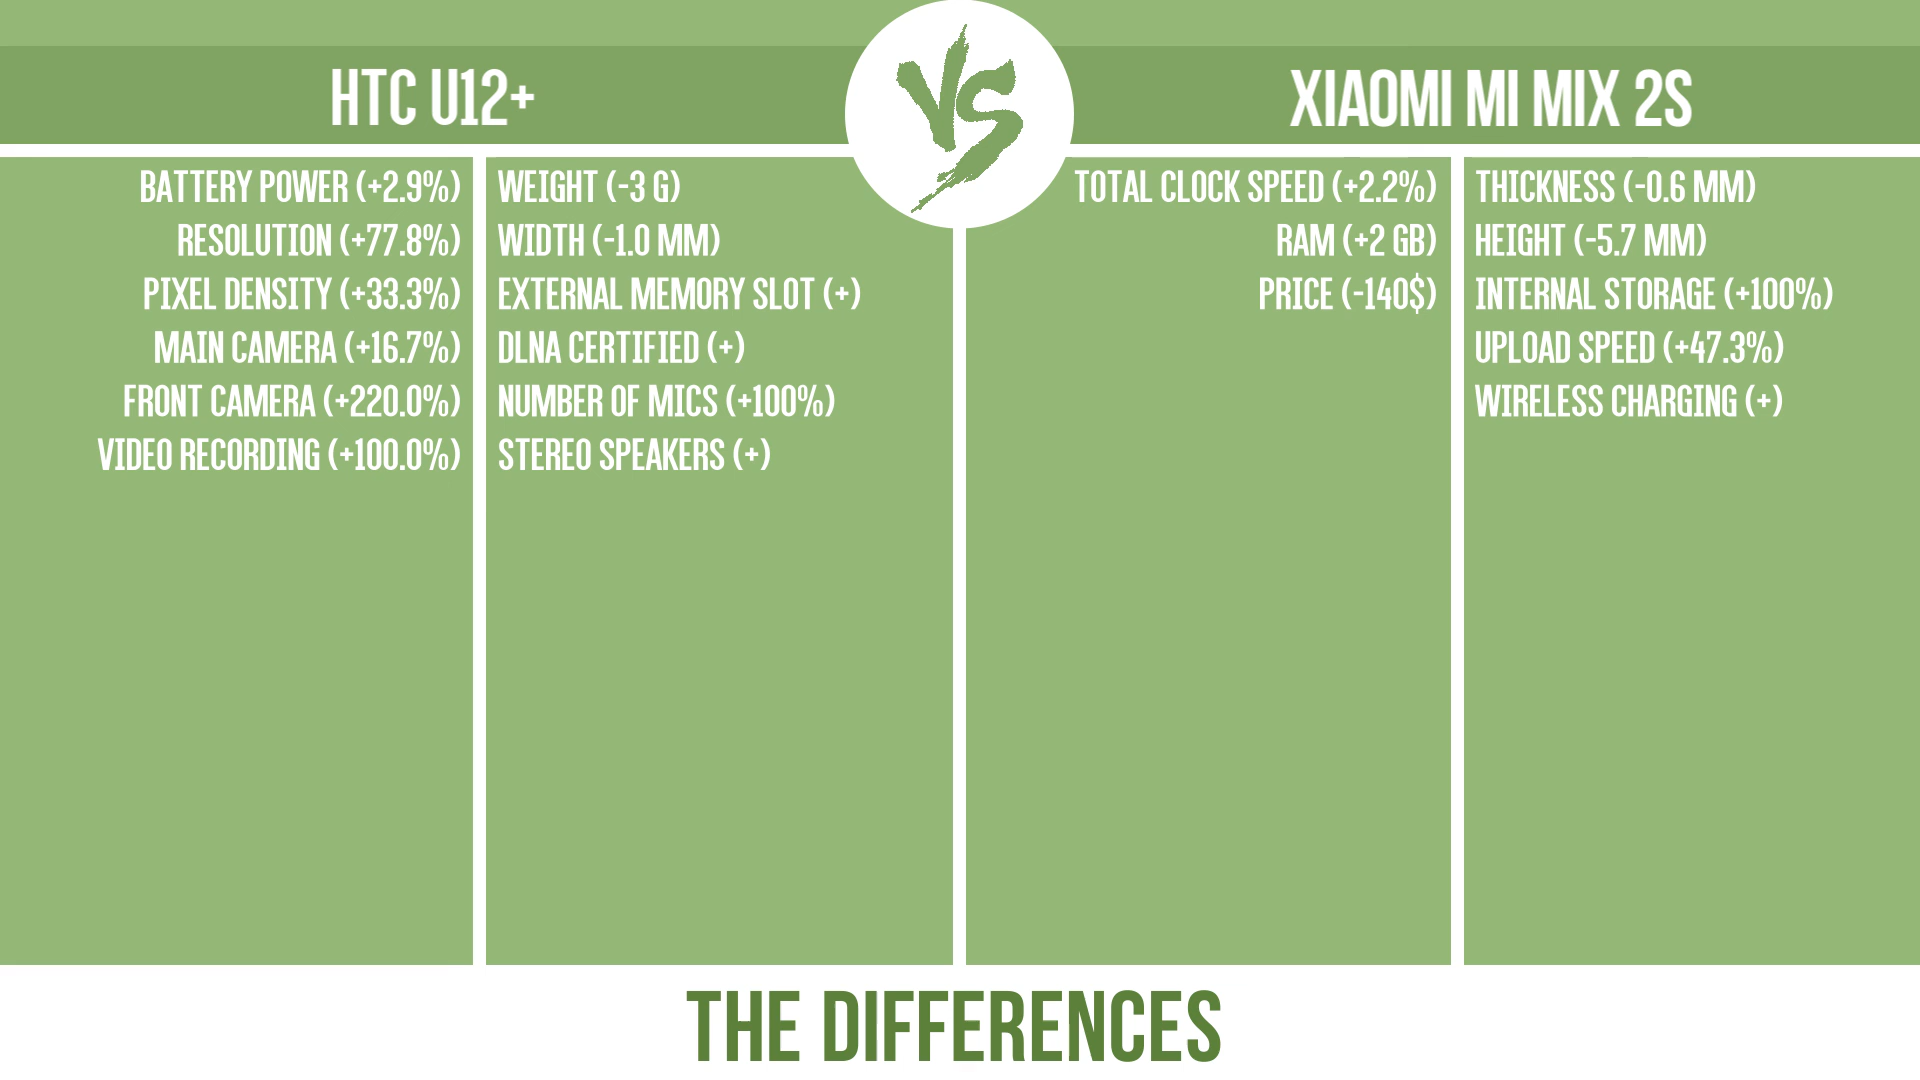 HTC U12+
VS
XIAOMI MI MIX 2S
BATTERY POWER (+2.9%)
RESOLUTION (+77.8%)
PIXEL DENSITY (+33.3%)
MAIN CAMERA (+16.7%)
FRONT CAMERA (+220.0%)
VIDEO RECORDING (+100.0%)
WEIGHT (-3 G)
WIDTH (-1.0 MM)
EXTERNAL MEMORY SLOT (+)
DLNA CERTIFIED (+)
NUMBER OF MICS (+100%)
STEREO SPEAKERS (+)
TOTAL CLOCK SPEED (+2.2%)
RAM (+2 GB)
PRICE (-140$)
THICKNESS (-0.6 MM)
HEIGHT (-5.7 MM)
INTERNAL STORAGE (+100%)
UPLOAD SPEED (+47.3%)
WIRELESS CHARGING (+)
THE DIFFERENCES